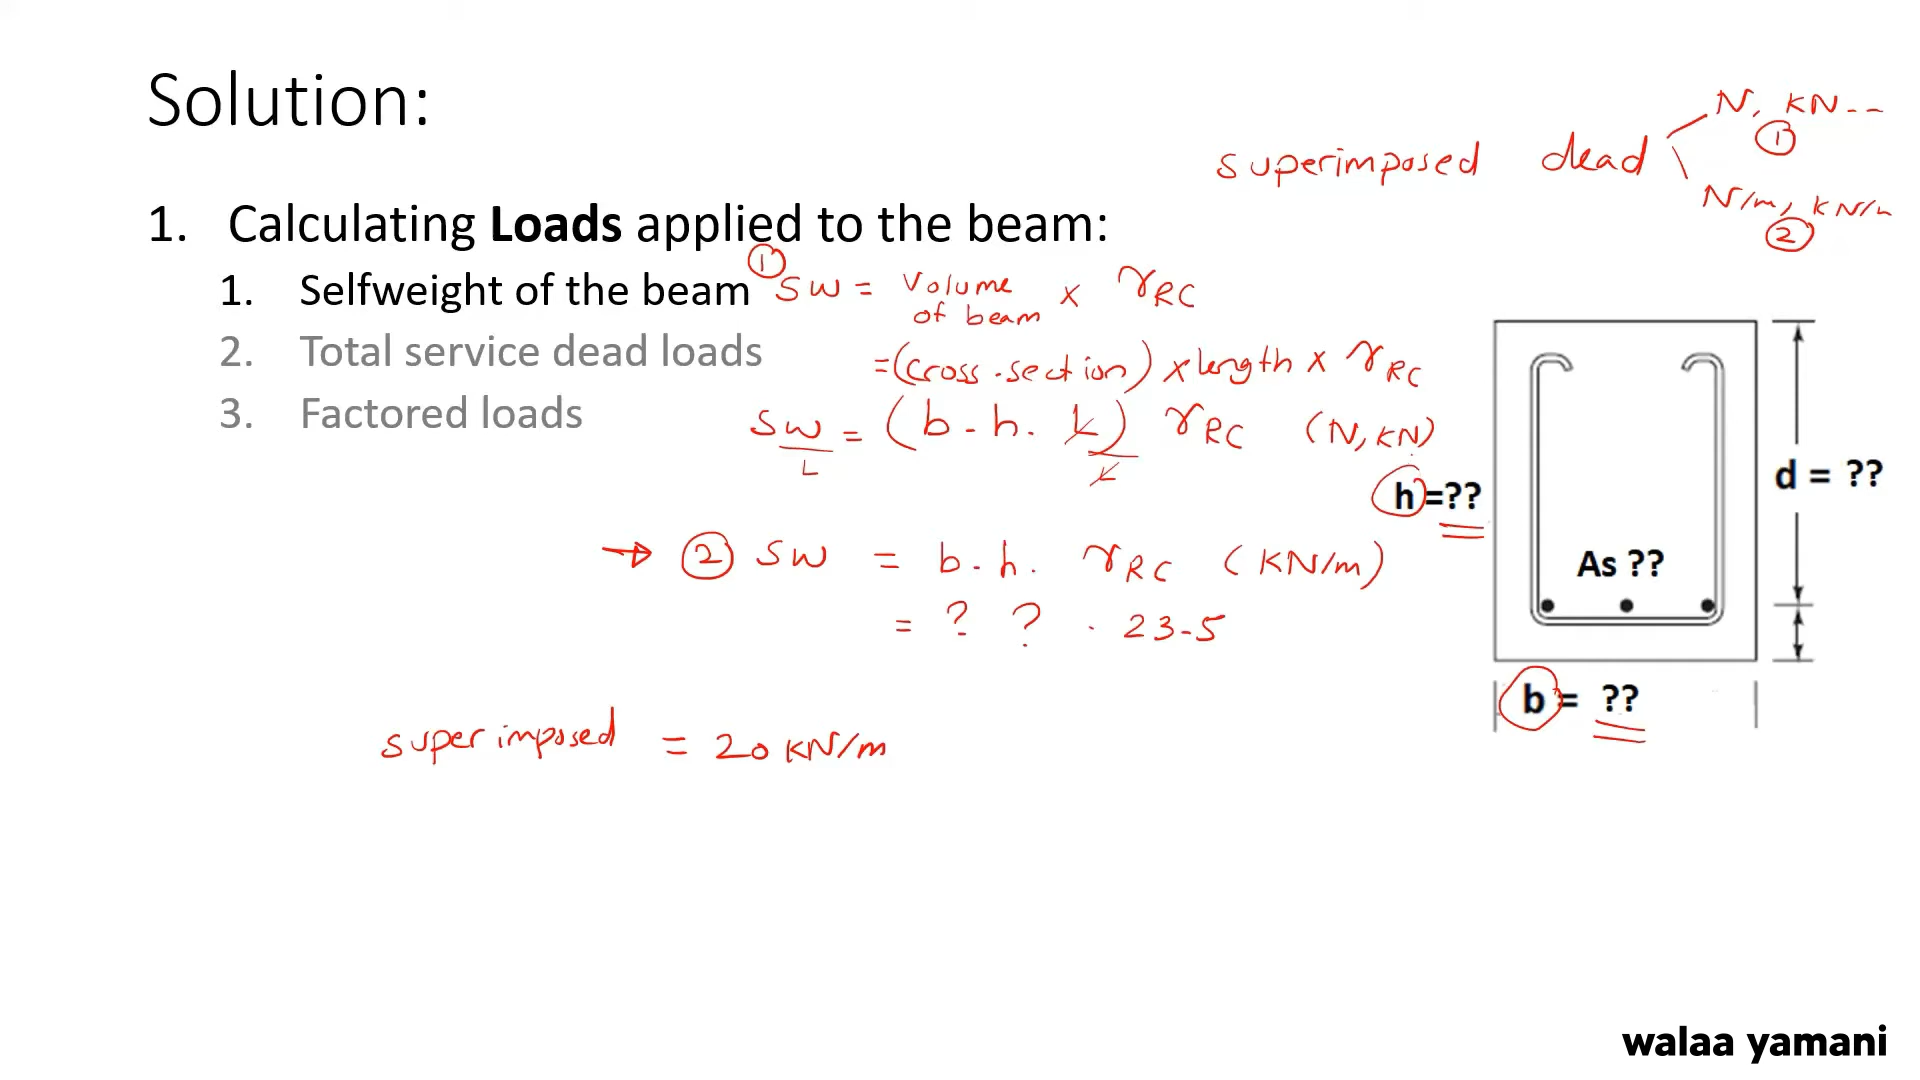 Solution:
superimposed dead
N, KN--
①
N/m, KN/m
②
1. Calculating Loads applied to the beam:
1. Selfweight of the beam
① SW = Volume of beam x γRC
2. Total service dead loads
=(cross-section) x length x γRC
3. Factored loads
SW/L = (b.h.L)/L γRC (N, KN)
h=??
d = ??
→ ② SW = b.h. γRC (KN/m)
As ??
= ? ? . 23.5
b = ??
superimposed = 20 KN/m
walaa yamani